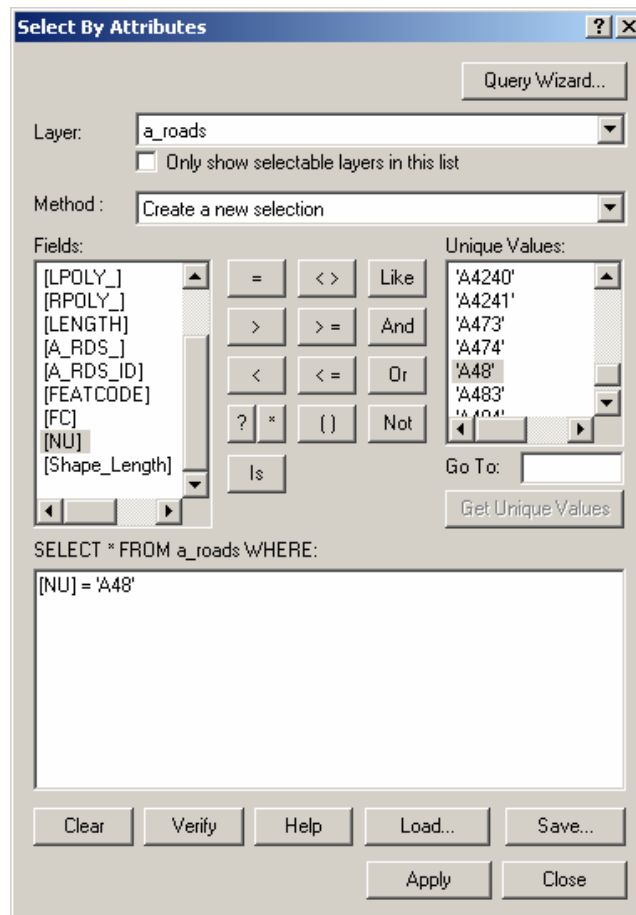 Select By Attributes
? X
Query Wizard...
Layer: a_roads
Only show selectable layers in this list
Method : Create a new selection
Fields: Unique Values:
[LPOLY_] = < > Like 'A4240'
[RPOLY_] 'A4241'
[LENGTH] > > = And 'A473'
[A_RDS_] 'A474'
[A_RDS_ID] < < = Or 'A48'
[FEATCODE] 'A483'
[FC] ? * ( ) Not
[NU]
[Shape_Length] Is Go To:
Get Unique Values
SELECT * FROM a_roads WHERE:
[NU] = 'A48'
Clear Verify Help Load... Save...
Apply Close